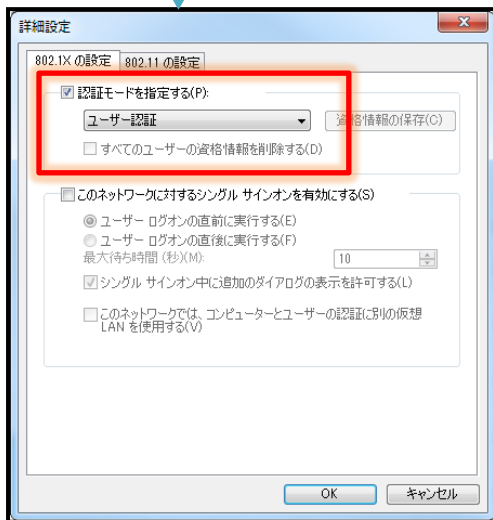 詳細設定
802.1X の設定 802.11 の設定
認証モードを指定する(P):
ユーザー認証 資格情報の保存(C)
すべてのユーザーの資格情報を削除する(D)
このネットワークに対するシングル サインオンを有効にする(S)
ユーザー ログオンの直前に実行する(E)
ユーザー ログオンの直後に実行する(F)
最大待ち時間 (秒)(M): 10
シングル サインオン中に追加のダイアログの表示を許可する(L)
このネットワークでは、コンピューターとユーザーの認証に別の仮想
LAN を使用する(V)
OK キャンセル